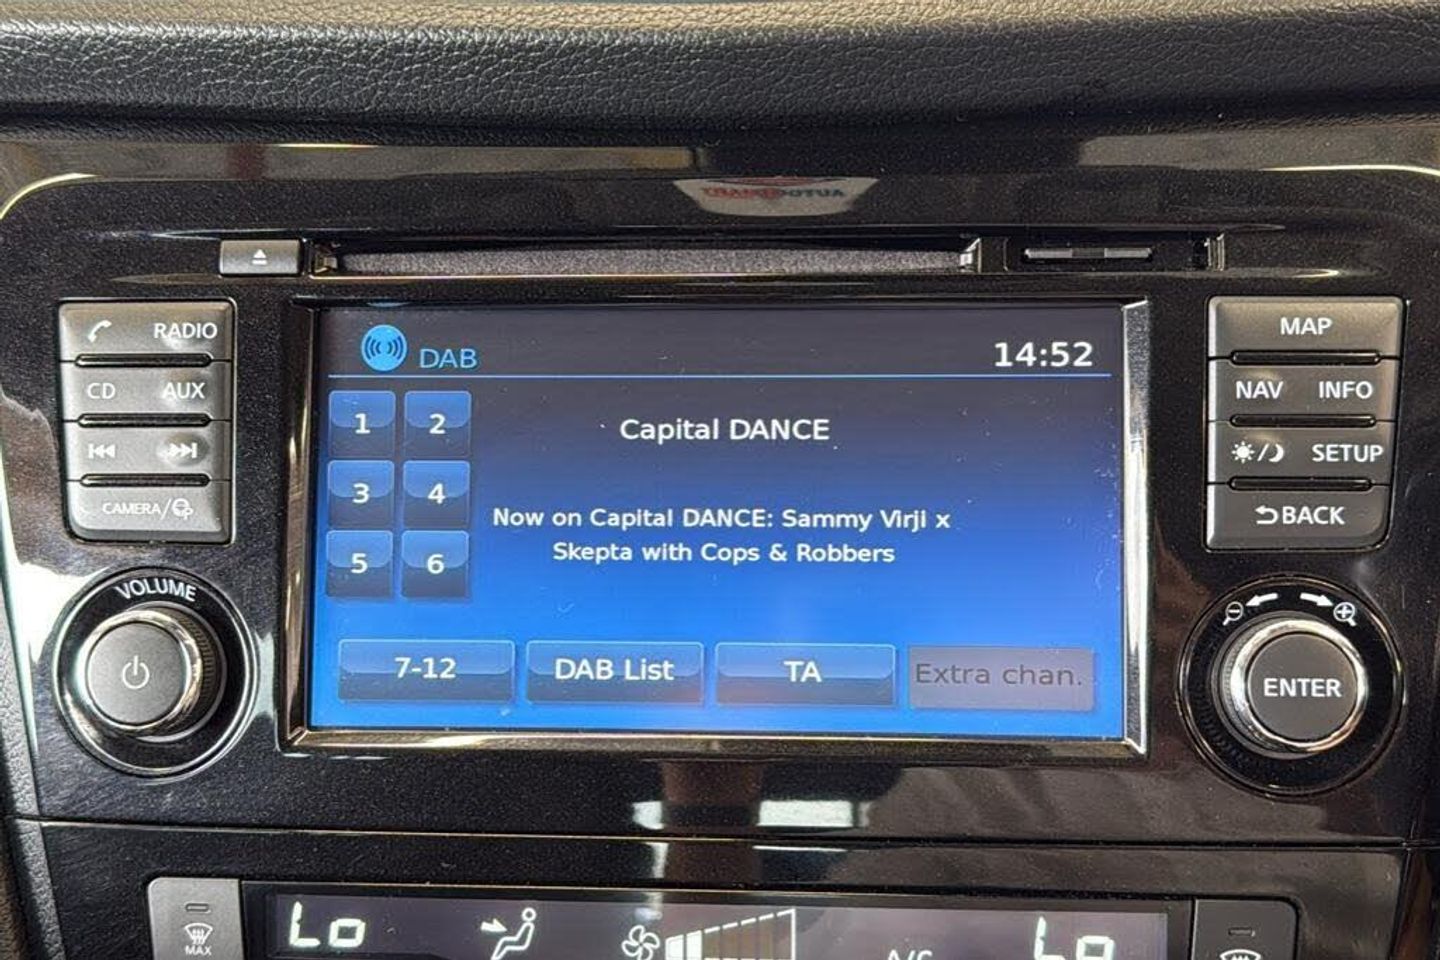 RADIO
CD AUX
CAMERA/
VOLUME
DAB
14:52
1 2
3 4
5 6
Capital DANCE
Now on Capital DANCE: Sammy Virji x
Skepta with Cops & Robbers
7-12 DAB List TA Extra chan.
MAP
NAV INFO
/ SETUP
BACK
ENTER
MAX
Lo
A/C
Lo